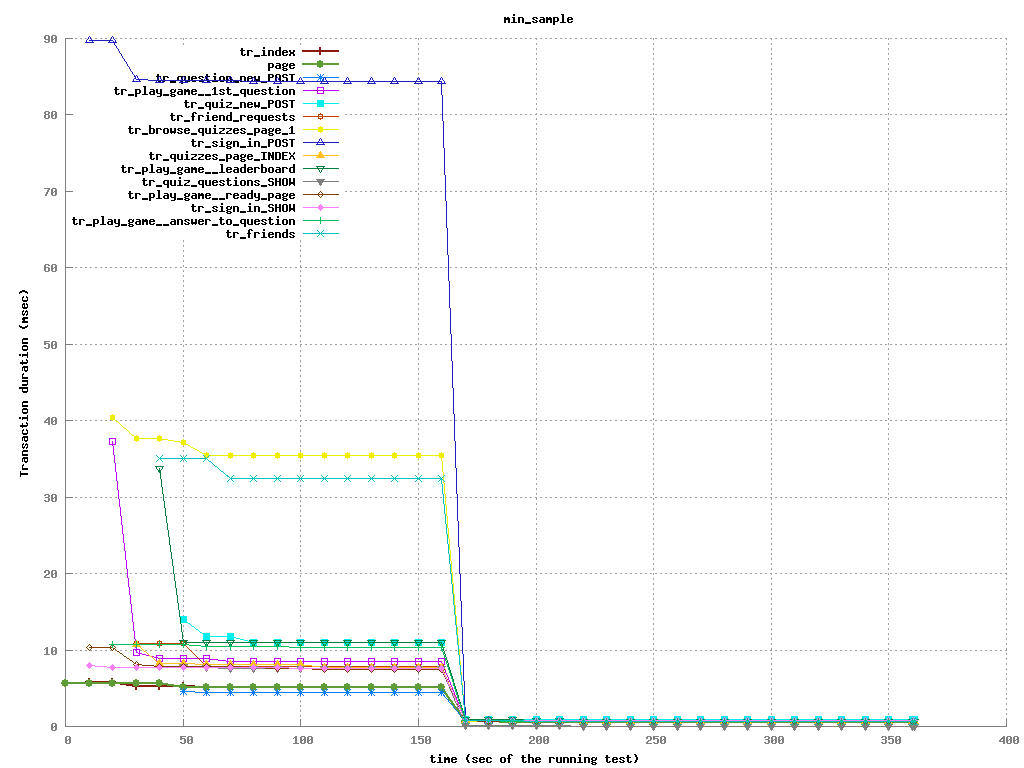 min_sample
90
80
70
60
50
40
30
20
10
0
Transaction duration (msec)
tr_index
page
tr_question_new_POST
tr_play_game__1st_question
tr_quiz_new_POST
tr_friend_requests
tr_browse_quizzes_page_1
tr_sign_in_POST
tr_quizzes_page_INDEX
tr_play_game__leaderboard
tr_quiz_questions_SHOW
tr_play_game__ready_page
tr_sign_in_SHOW
tr_play_game__answer_to_question
tr_friends
0 50 100 150 200 250 300 350 400
time (sec of the running test)